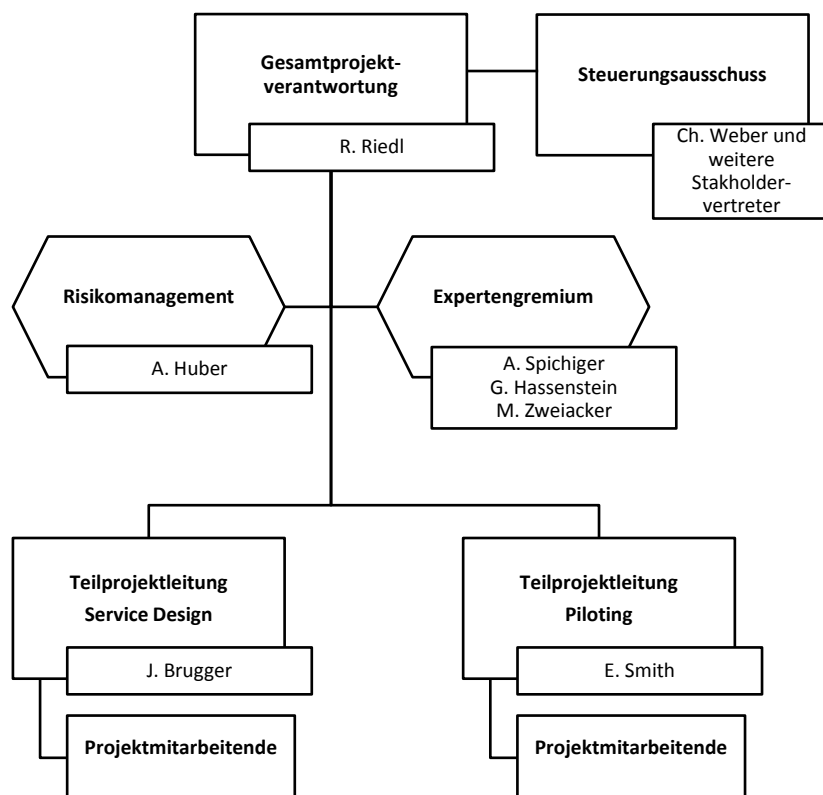 Gesamtprojekt-
verantwortung
R. Riedl
Steuerungsausschuss
Ch. Weber und
weitere
Stakholder-
vertreter
Risikomanagement
A. Huber
Expertengremium
A. Spichiger
G. Hassenstein
M. Zweiacker
Teilprojektleitung
Service Design
J. Brugger
Projektmitarbeitende
Teilprojektleitung
Piloting
E. Smith
Projektmitarbeitende